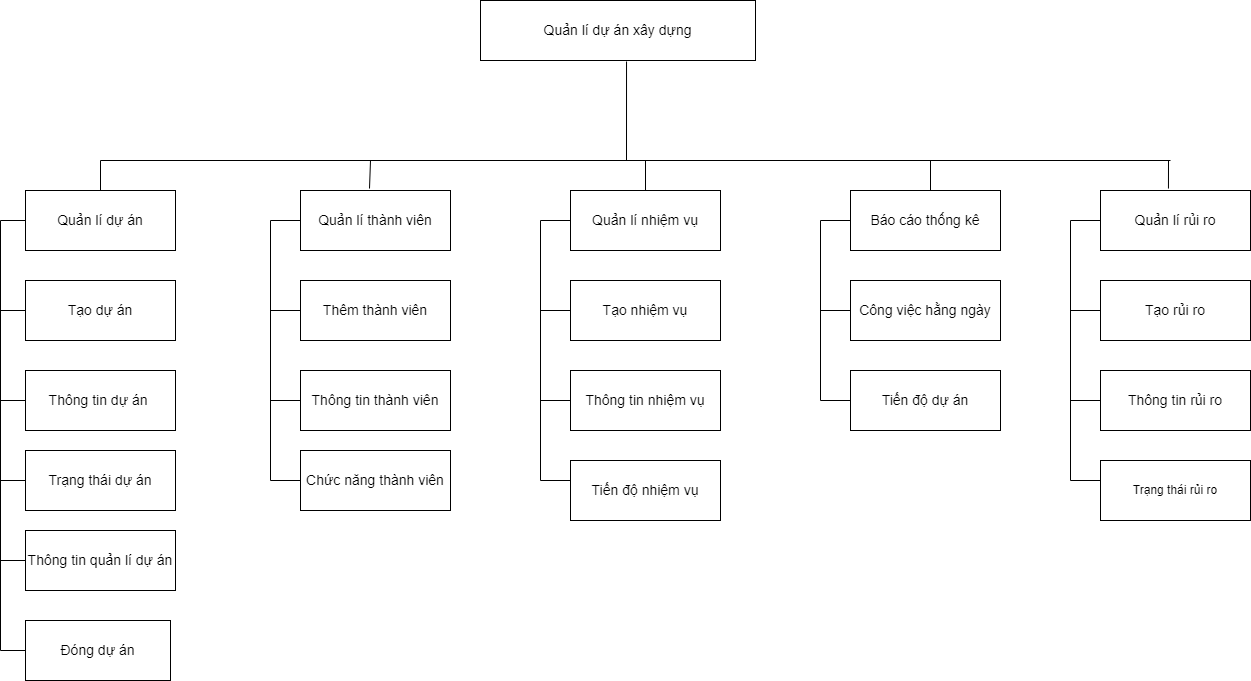 Quản lí dự án xây dựng
Quản lí dự án
Tạo dự án
Thông tin dự án
Trạng thái dự án
Thông tin quản lí dự án
Đóng dự án
Quản lí thành viên
Thêm thành viên
Thông tin thành viên
Chức năng thành viên
Quản lí nhiệm vụ
Tạo nhiệm vụ
Thông tin nhiệm vụ
Tiến độ nhiệm vụ
Báo cáo thống kê
Công việc hằng ngày
Tiến độ dự án
Quản lí rủi ro
Tạo rủi ro
Thông tin rủi ro
Trạng thái rủi ro